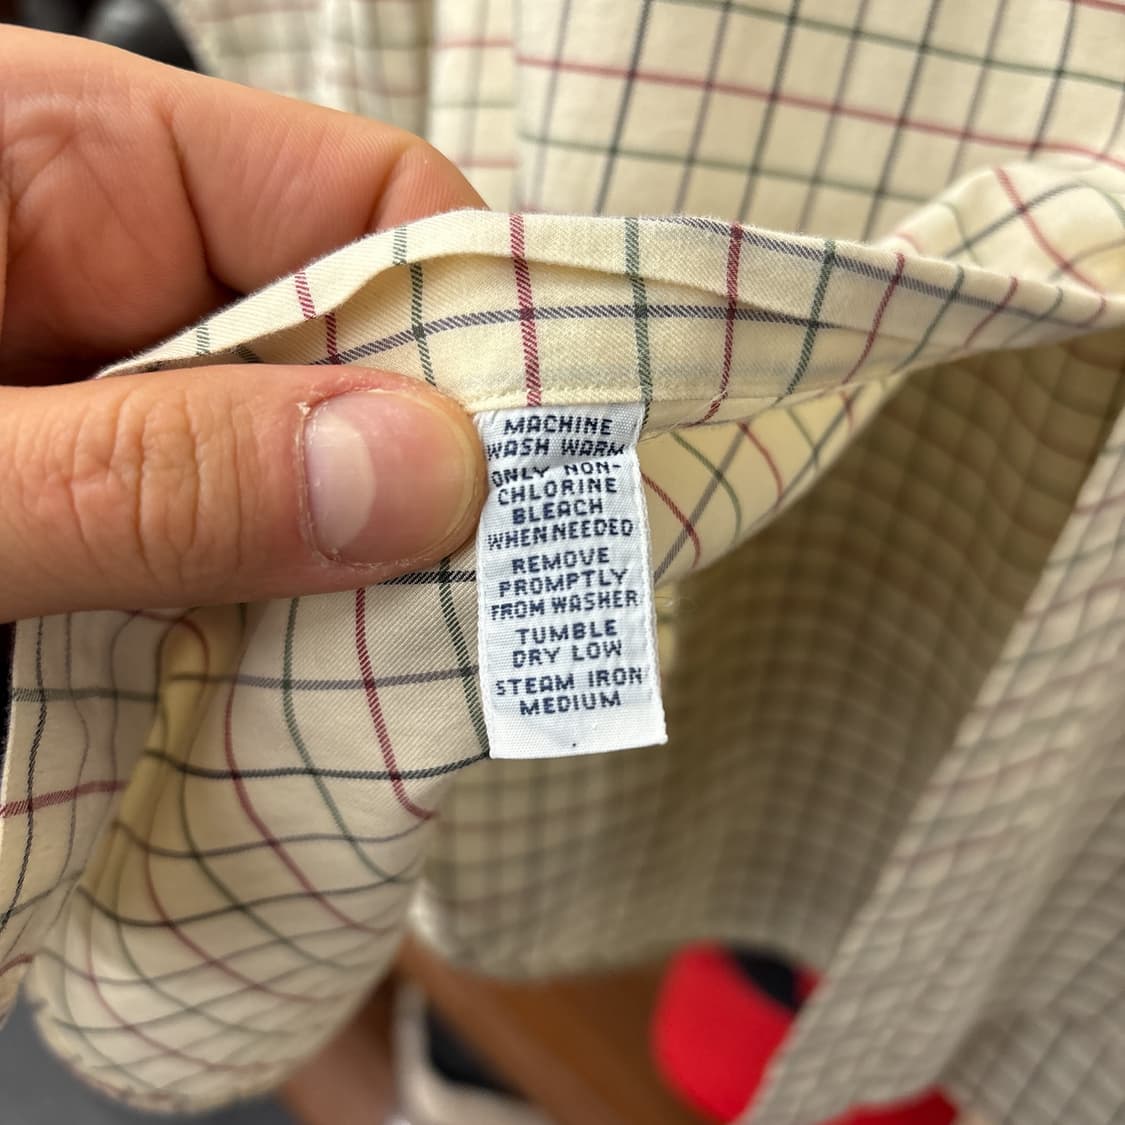 MACHINE
WASH WARM
ONLY NON-
CHLORINE
BLEACH
WHEN NEEDED
REMOVE
PROMPTLY
FROM WASHER
TUMBLE
DRY LOW
STEAM IRON
MEDIUM